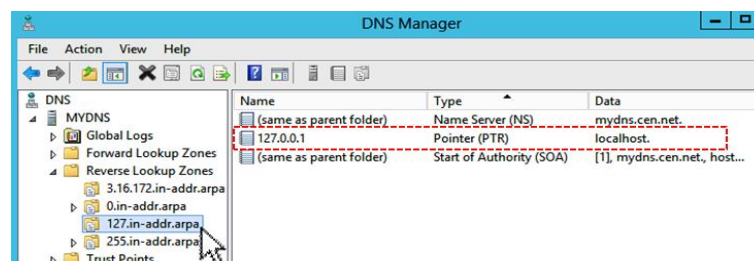 DNS Manager
File Action View Help
DNS
MYDNS
Global Logs
Forward Lookup Zones
Reverse Lookup Zones
3.16.172.in-addr.arpa
0.in-addr.arpa
127.in-addr.arpa
255.in-addr.arpa
Trust Points
Name Type Data
(same as parent folder) Name Server (NS) mydns.cen.net.
127.0.0.1 Pointer (PTR) localhost.
(same as parent folder) Start of Authority (SOA) [1], mydns.cen.net., host...